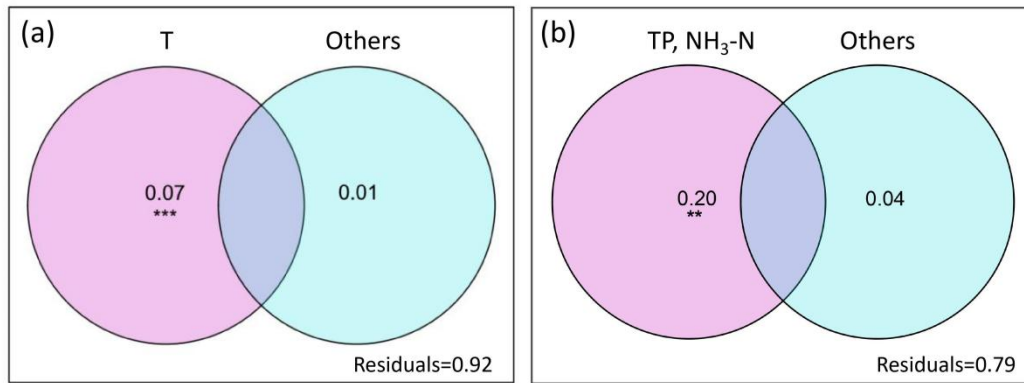 (a)
T
Others
0.07
***
0.01
Residuals=0.92
(b)
TP, NH₃-N
Others
0.20
**
0.04
Residuals=0.79